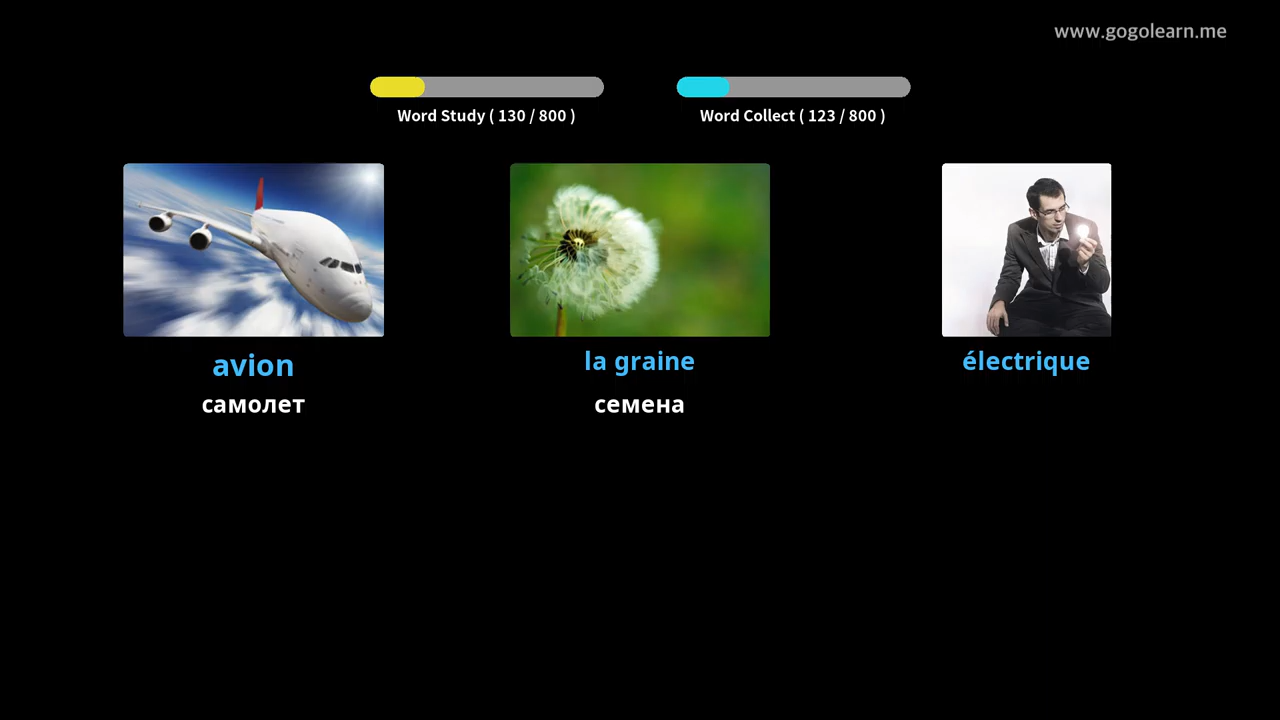 www.gogolearn.me
Word Study ( 130 / 800 )
Word Collect ( 123 / 800 )
avion
la graine
électrique
самолет
семена